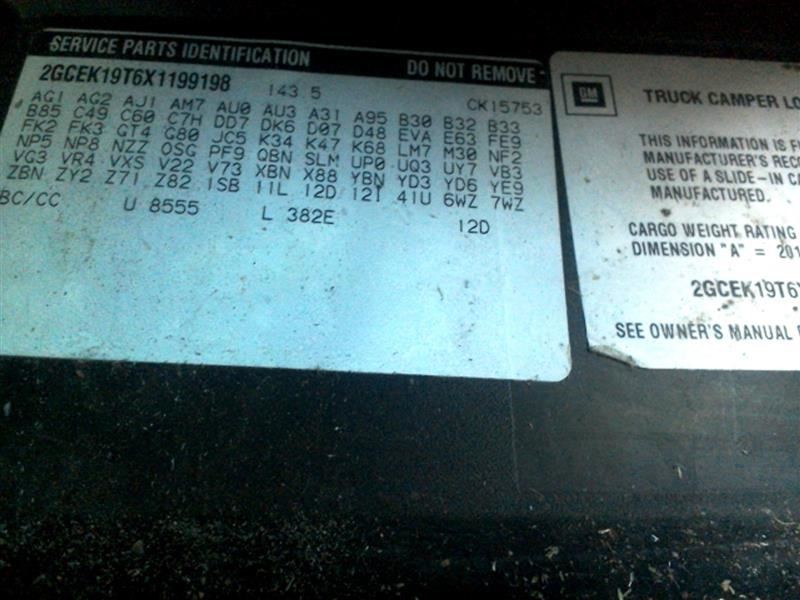 SERVICE PARTS IDENTIFICATION DO NOT REMOVE
2GCEK19T6X1199198 143 5 CK15753
AG1 AG2 AJ1 AM7 AU0 AU3 A31 A95 B30 B32 B33
B85 C49 C60 C7H DD7 DK6 D07 D48 EVA E63 FE9
FK2 FK3 GT4 G80 JC5 K34 K47 K68 LM7 M30 NF2
NP5 NP8 NZZ OSG PF9 QBN SLM UP0 UQ3 UY7 VB3
VG3 VR4 VXS V22 V73 XBN X88 YBN YD3 YD6 YE9
ZBN ZY2 Z71 Z82 1SB 11L 12D 12I 41U 6WZ 7WZ
BC/CC U 8555 L 382E 12D
GM
TRUCK CAMPER LO
THIS INFORMATION IS F
MANUFACTURER'S RECO
USE OF A SLIDE-IN CA
MANUFACTURED.
CARGO WEIGHT RATING
DIMENSION "A" = 201
2GCEK19T6
SEE OWNER'S MANUAL